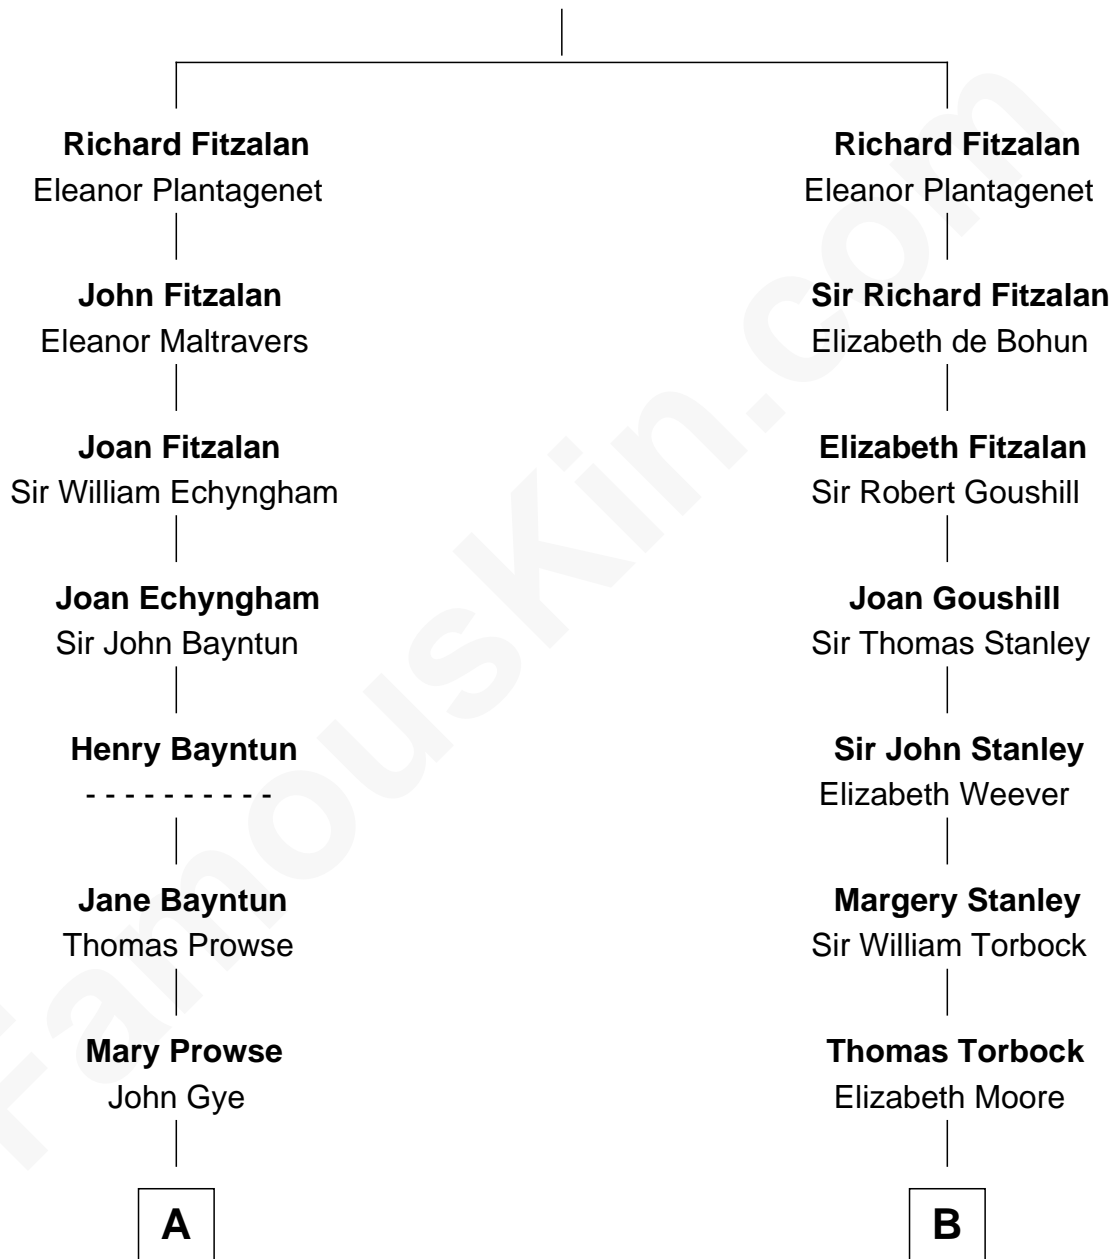 Richard Fitzalan
Eleanor Plantagenet
John Fitzalan
Eleanor Maltravers
Joan Fitzalan
Sir William Echyngham
Joan Echyngham
Sir John Bayntun
Henry Bayntun
- - - - - - - - - -
Jane Bayntun
Thomas Prowse
Mary Prowse
John Gye
A
Richard Fitzalan
Eleanor Plantagenet
Sir Richard Fitzalan
Elizabeth de Bohun
Elizabeth Fitzalan
Sir Robert Goushill
Joan Goushill
Sir Thomas Stanley
Sir John Stanley
Elizabeth Weever
Margery Stanley
Sir William Torbock
Thomas Torbock
Elizabeth Moore
B
FamousKin.com